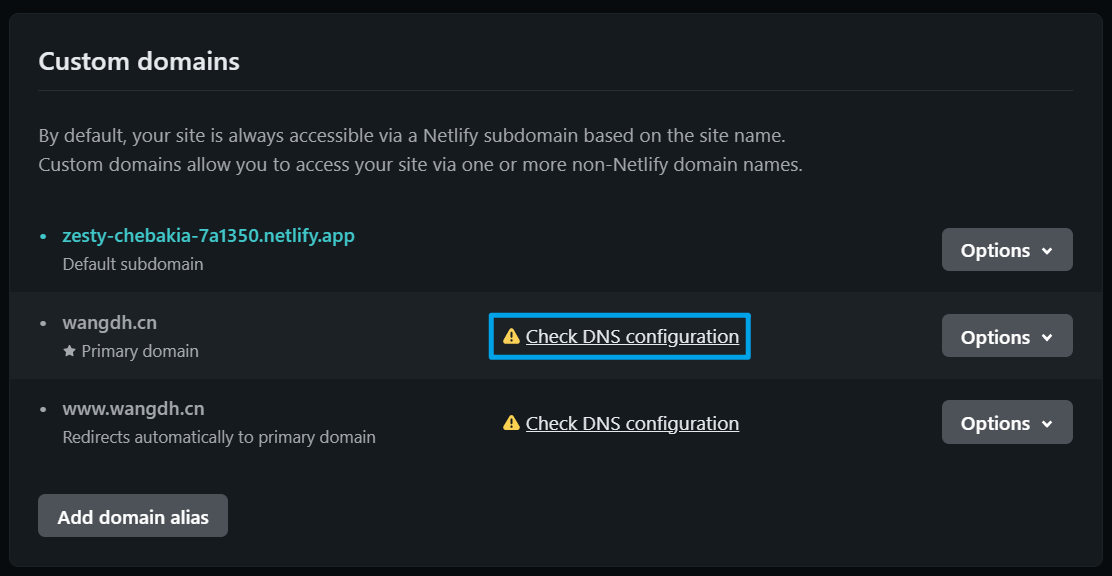 Custom domains
By default, your site is always accessible via a Netlify subdomain based on the site name.
Custom domains allow you to access your site via one or more non-Netlify domain names.
• zesty-chebakia-7a1350.netlify.app
Default subdomain
Options
• wangdh.cn
★ Primary domain
Check DNS configuration
Options
• www.wangdh.cn
Redirects automatically to primary domain
Check DNS configuration
Options
Add domain alias